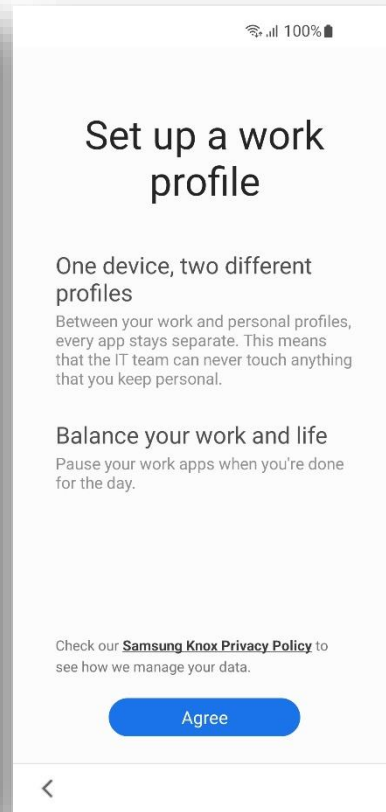 100%
Set up a work
profile
One device, two different
profiles
Between your work and personal profiles,
every app stays separate. This means
that the IT team can never touch anything
that you keep personal.
Balance your work and life
Pause your work apps when you're done
for the day.
Check our Samsung Knox Privacy Policy to
see how we manage your data.
Agree